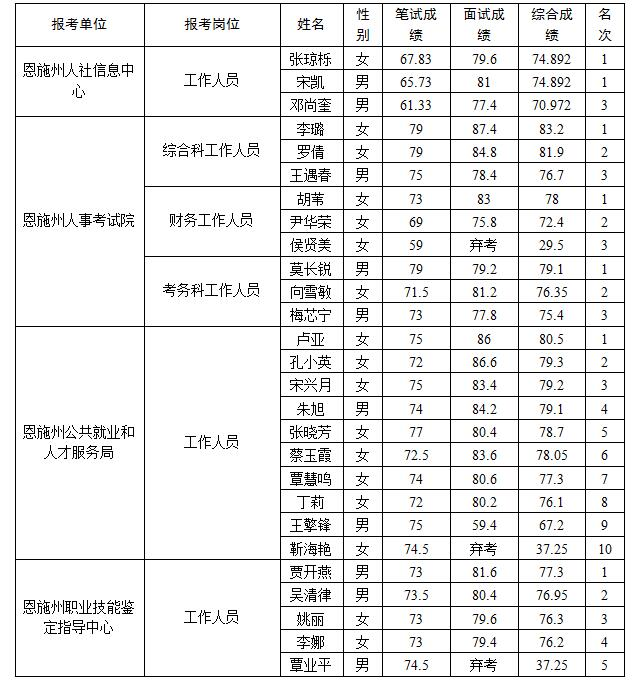 报考单位 报考岗位 姓名 性别 笔试成绩 面试成绩 综合成绩 名次
恩施州人社信息中心 工作人员 张琼栎 女 67.83 79.6 74.892 1
宋凯 男 65.73 81 74.892 1
邓尚奎 男 61.33 77.4 70.972 3
恩施州人事考试院 综合科工作人员 李璐 女 79 87.4 83.2 1
罗倩 女 79 84.8 81.9 2
王遇春 男 75 78.4 76.7 3
财务工作人员 胡苇 女 73 83 78 1
尹华荣 女 69 75.8 72.4 2
侯贤美 女 59 弃考 29.5 3
考务科工作人员 莫长锐 男 79 79.2 79.1 1
向雪敏 女 71.5 81.2 76.35 2
梅芯宁 男 73 77.8 75.4 3
恩施州公共就业和人才服务局 工作人员 卢亚 女 75 86 80.5 1
孔小英 女 72 86.6 79.3 2
宋兴月 女 75 83.4 79.2 3
朱旭 男 74 84.2 79.1 4
张晓芳 女 77 80.4 78.7 5
蔡玉霞 女 72.5 83.6 78.05 6
覃慧鸣 女 74 80.6 77.3 7
丁莉 女 72 80.2 76.1 8
王擎锋 男 75 59.4 67.2 9
靳海艳 女 74.5 弃考 37.25 10
恩施州职业技能鉴定指导中心 工作人员 贾开燕 男 73 81.6 77.3 1
吴清律 男 73.5 80.4 76.95 2
姚丽 女 73 79.6 76.3 3
李娜 女 73 79.4 76.2 4
覃业平 男 74.5 弃考 37.25 5